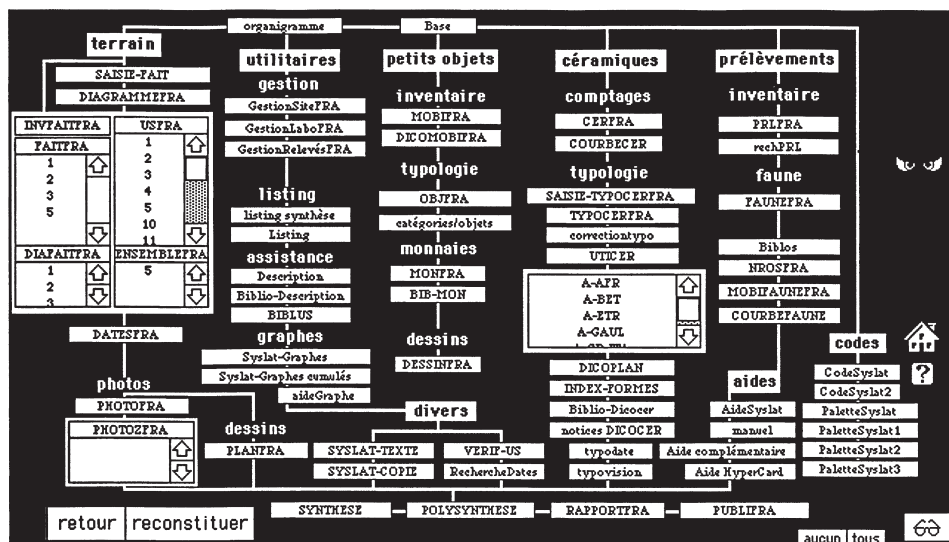 organigramme
Base
terrain
SAISIE-FAIT
DIAGRAMMEFRA
INVFAITFRA
FAITFRA
1
2
3
5
USFRA
1
2
3
4
5
10
11
DIAFAITFRA
1
2
3
ENSEMBLEFRA
5
DATESFRA
photos
PHOTOFRA
PHOTOZFRA
dessins
PLANFRA
utilitaires
gestion
GestionSiteFRA
GestionLaboFRA
GestionRelevésFRA
listing
listing synthèse
Listing
assistance
Description
Biblio-Description
BIBLUS
graphes
Syslat-Graphes
Syslat-Graphes cumulés
aideGraphe
petits objets
inventaire
MOBIFRA
DICOMOBIFRA
typologie
OBJFRA
catégories/objets
monnaies
MONFRA
BIB-MON
dessins
DESSINFRA
divers
SYSLAT-TEXTE
SYSLAT-COPIE
VERIF-US
RechercheDates
céramiques
comptages
CERFRA
COURBECER
typologie
SAISIE-TYPOCERFRA
TYPOCERFRA
correctiontypo
UTICER
A-AFR
A-BET
A-ETR
A-GAUL
DICOPLAN
INDEX-FORMES
Biblio-Dicocer
notices DICOCER
typodate
typovision
prélèvements
inventaire
PRLFRA
rechPRL
faune
FAUNEFRA
Biblos
NROSFRA
MOBIFAUNEFRA
COURBEFAUNE
aides
AideSyslat
manuel
Aide complémentaire
Aide HyperCard
codes
CodeSyslat
CodeSyslat2
PaletteSyslat
PaletteSyslat1
PaletteSyslat2
PaletteSyslat3
?
SYNTHESE
POLYSYNTHESE
RAPPORTFRA
PUBLIFRA
retour
reconstituer
aucun
tous